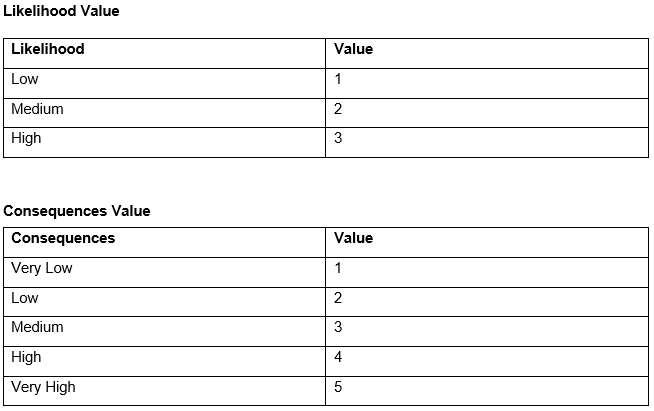 Likelihood Value
Likelihood Value
Low 1
Medium 2
High 3
Consequences Value
Consequences Value
Very Low 1
Low 2
Medium 3
High 4
Very High 5